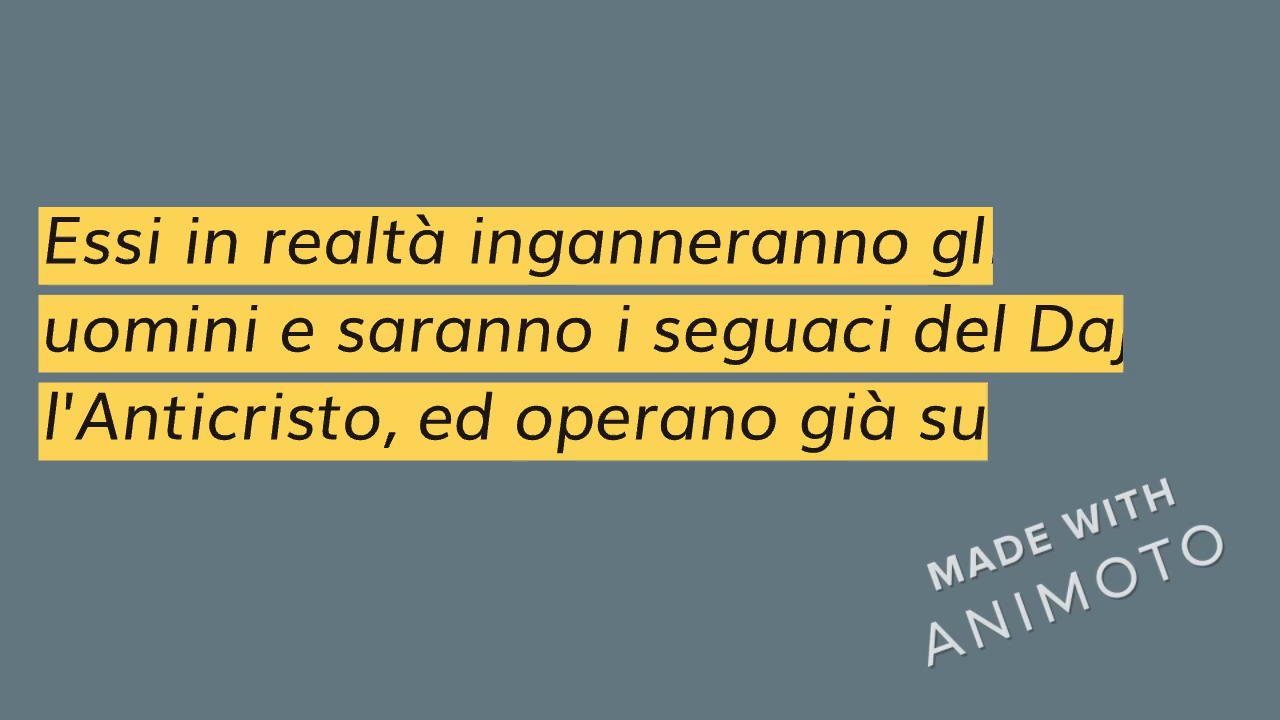 Essi in realtà inganneranno gl
uomini e saranno i seguaci del Daj
l'Anticristo, ed operano già su
MADE WITH
ANIMOTO